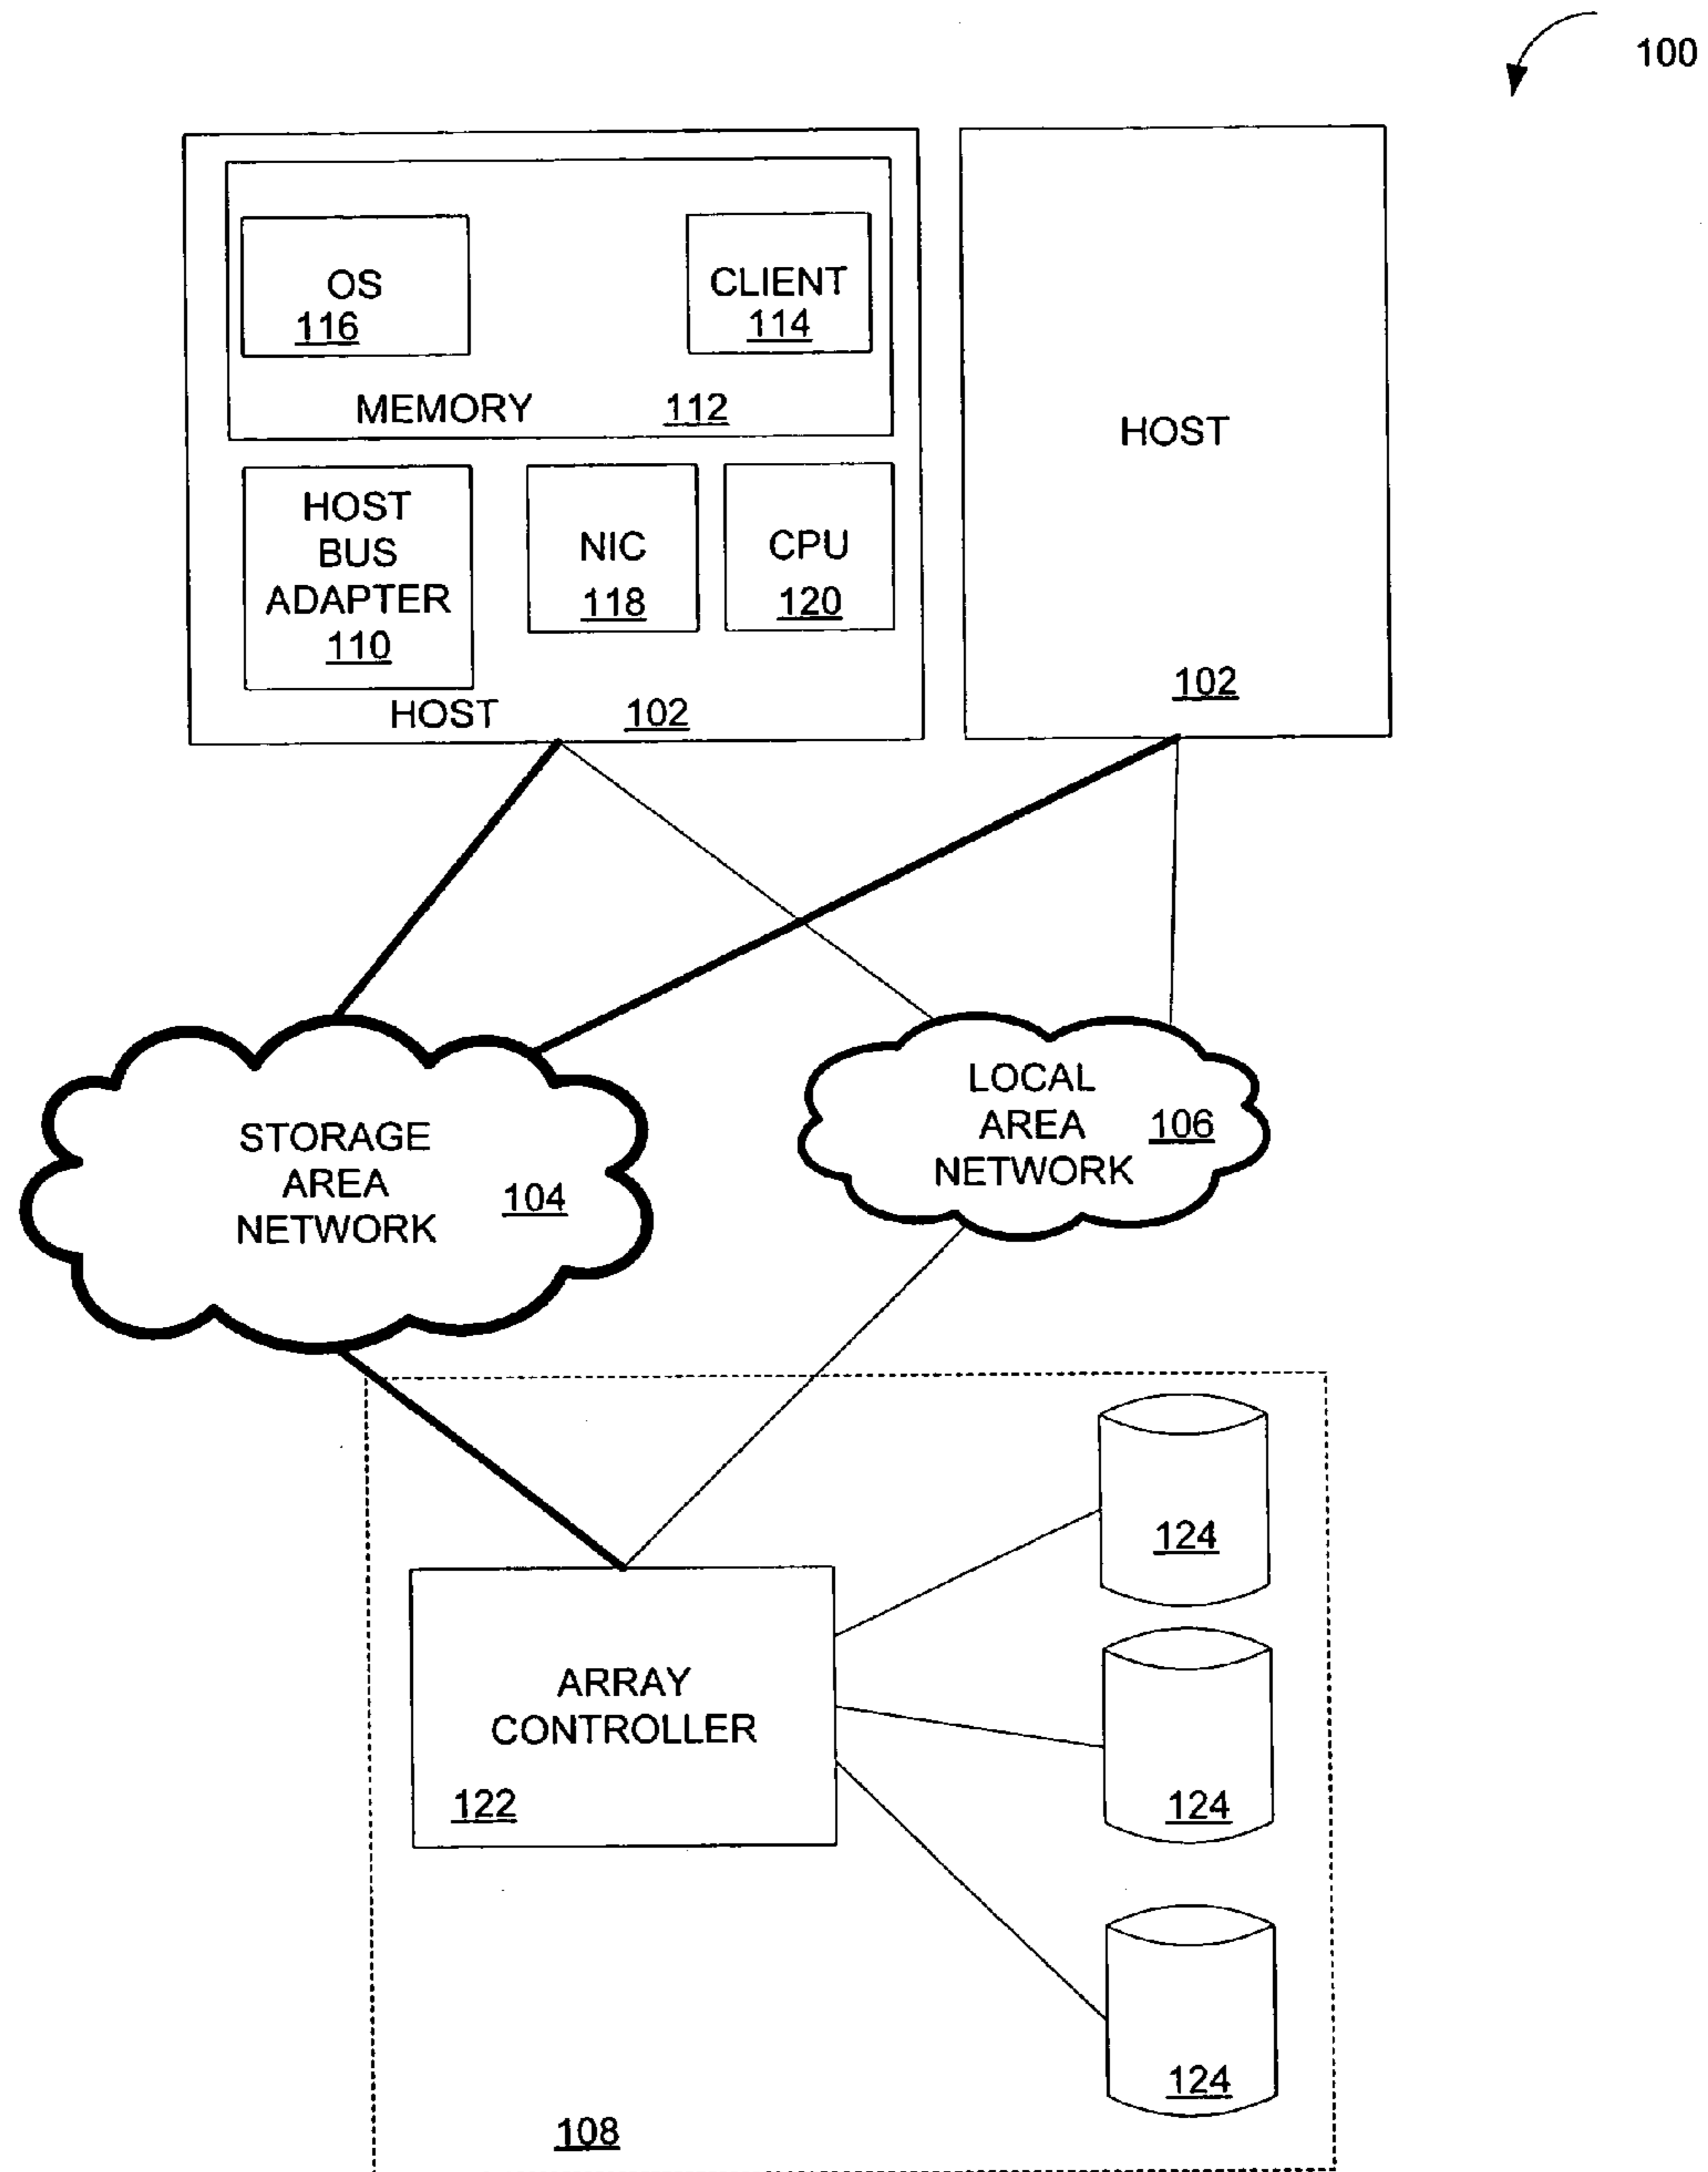 100
OS
116
CLIENT
114
MEMORY 112
HOST
BUS
ADAPTER
110
NIC
118
CPU
120
HOST 102
HOST
102
STORAGE
AREA
NETWORK
104
LOCAL
AREA
NETWORK
106
ARRAY
CONTROLLER
122
124
124
124
108